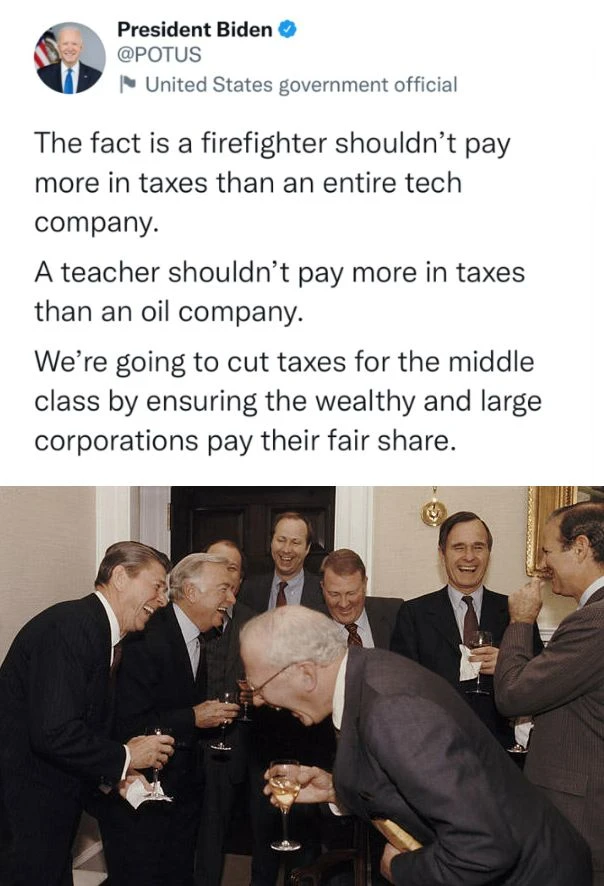 President Biden
@POTUS
United States government official
The fact is a firefighter shouldn’t pay
more in taxes than an entire tech
company.
A teacher shouldn’t pay more in taxes
than an oil company.
We’re going to cut taxes for the middle
class by ensuring the wealthy and large
corporations pay their fair share.